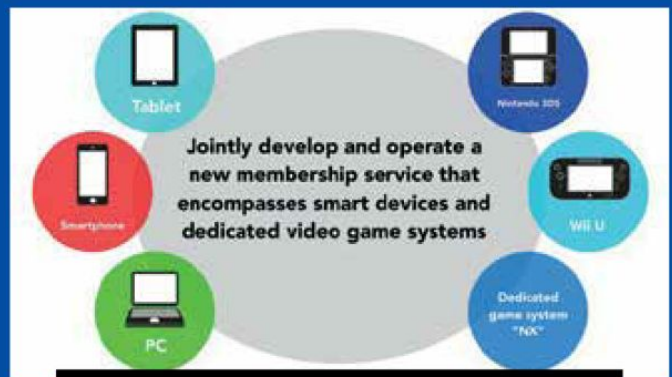 Tablet
Nintendo 3DS
Jointly develop and operate a
new membership service that
encompasses smart devices and
dedicated video game systems
Smartphone
Wii U
PC
Dedicated
game system
"NX"